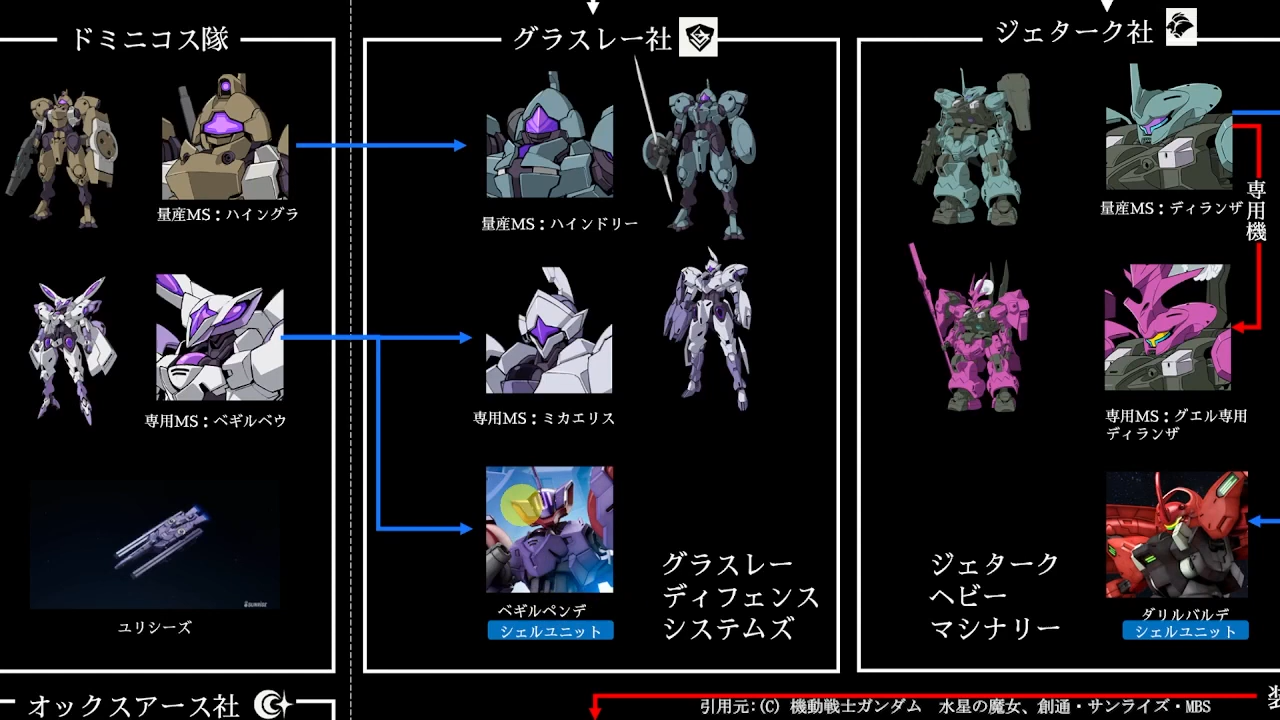 ドミニコス隊
量産MS：ハイングラ
専用MS：ベギルベウ
SUNRISE
ユリシーズ
グラスレー社
量産MS：ハインドリー
専用MS：ミカエリス
ベギルペンデ
シェルユニット
グラスレー
ディフェンス
システムズ
ジェターク社
量産MS：ディランザ
専用機
専用MS：グエル専用
ディランザ
ダリルバルデ
シェルユニット
ジェターク
ヘビー
マシナリー
オックスアース社
引用元：(C) 機動戦士ガンダム　水星の魔女、創通・サンライズ・MBS